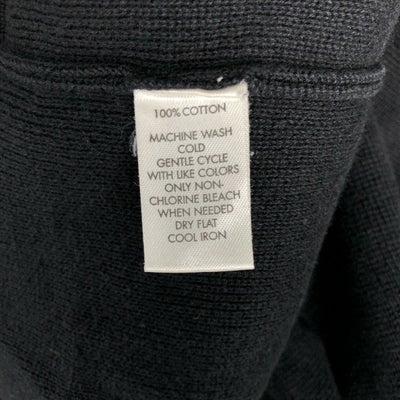 100% COTTON
MACHINE WASH
COLD
GENTLE CYCLE
WITH LIKE COLORS
ONLY NON-
CHLORINE BLEACH
WHEN NEEDED
DRY FLAT
COOL IRON